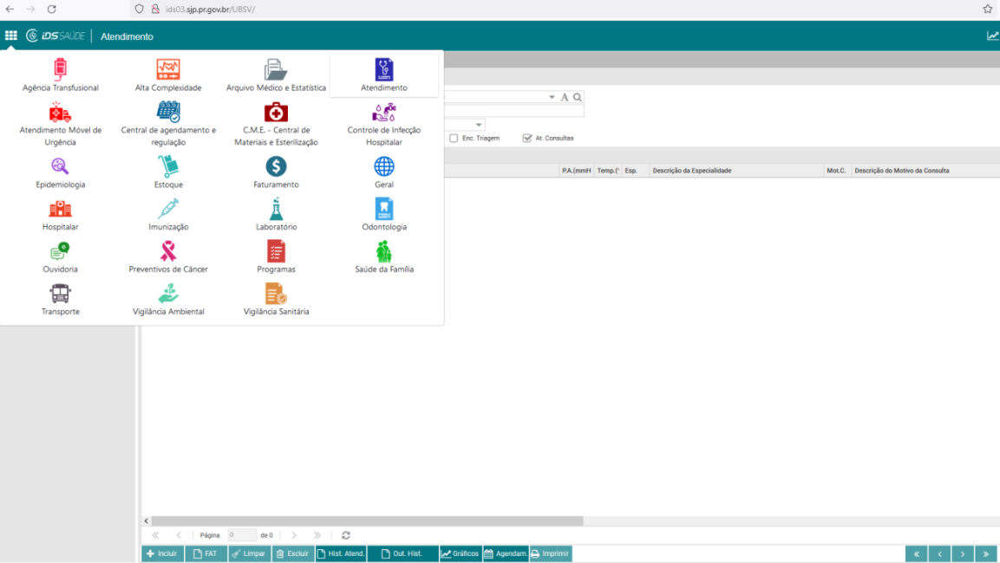 ids03.sjp.pr.gov.br/UBSV/
iDS SAÚDE | Atendimento
Agência Transfusional
Alta Complexidade
Arquivo Médico e Estatística
Atendimento
Atendimento Móvel de
Urgência
Central de agendamento e
regulação
C.M.E. - Central de
Materiais e Esterilização
Controle de Infecção
Hospitalar
Epidemiologia
Estoque
Faturamento
Geral
Hospitalar
Imunização
Laboratório
Odontologia
Ouvidoria
Preventivos de Câncer
Programas
Saúde da Família
Transporte
Vigilância Ambiental
Vigilância Sanitária
A
Enc. Triagem
At. Consultas
P.A.(mmH Temp.(° Esp. Descrição da Especialidade Mot.C. Descrição do Motivo da Consulta
Página 0 de 0
Incluir FAT Limpar Excluir Hist. Atend. Out. Hist. Gráficos Agendam. Imprimir